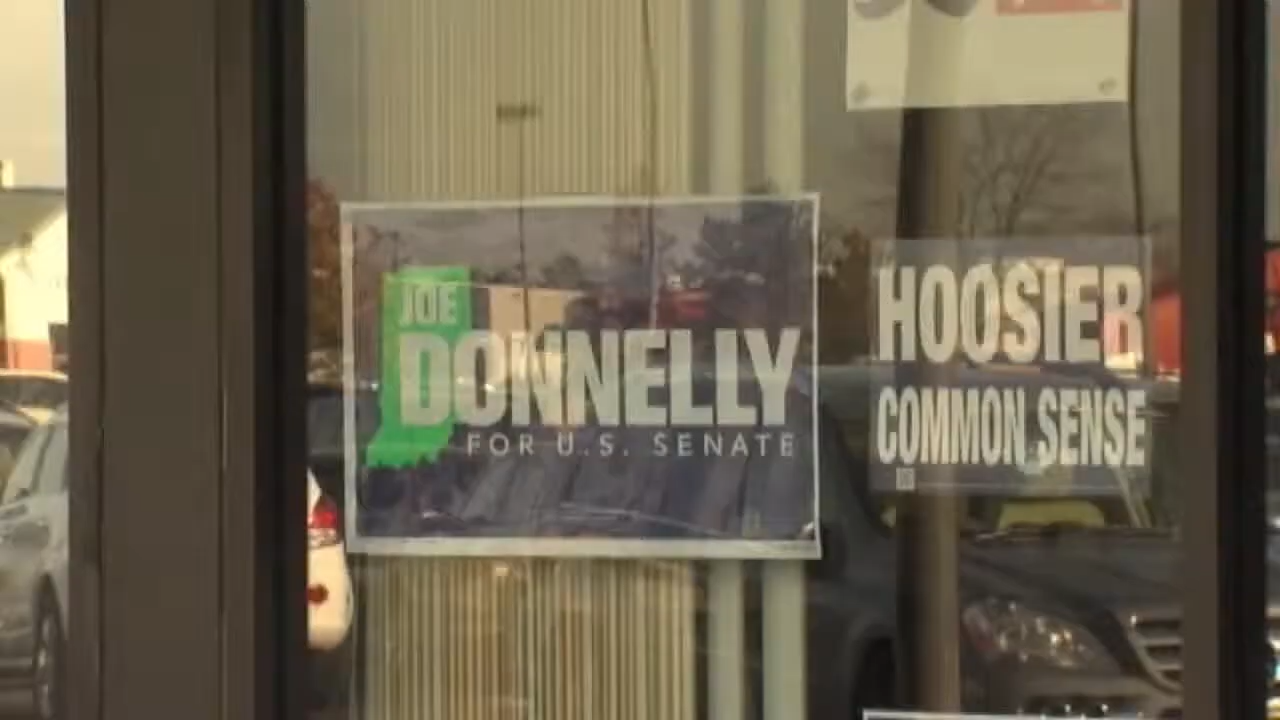 JOE
DONNELLY
FOR U.S. SENATE
HOOSIER
COMMON SENSE